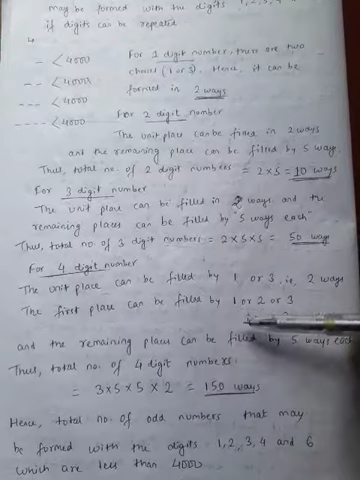 may be formed with the digits 1, 2, 3, 4
if digits can be repeated
- < 4000 For 1 digit number, there are two
-- < 4000 choices (1 or 3). Hence, it can be
--- < 4000 formed in 2 ways
---- < 4000 For 2 digit number
The unit place can be filled in 2 ways
and the remaining place can be filled by 5 ways.
Thus, total no. of 2 digit numbers = 2 x 5 = 10 ways
For 3 digit number
The unit place can be filled in 2 ways and the
remaining places can be filled by 5 ways each
Thus, total no of 3 digit numbers = 2 x 5 x 5 = 50 ways
For 4 digit number
The unit place can be filled by 1 or 3, i.e, 2 ways
The first place can be filled by 1 or 2 or 3
and the remaining places can be filled by 5 ways each
Thus, total no. of 4 digit numbers:
= 3 x 5 x 5 x 2 = 150 ways
Hence, total no. of odd numbers that may
be formed with the digits 1, 2, 3, 4 and 6
which are less than 4000